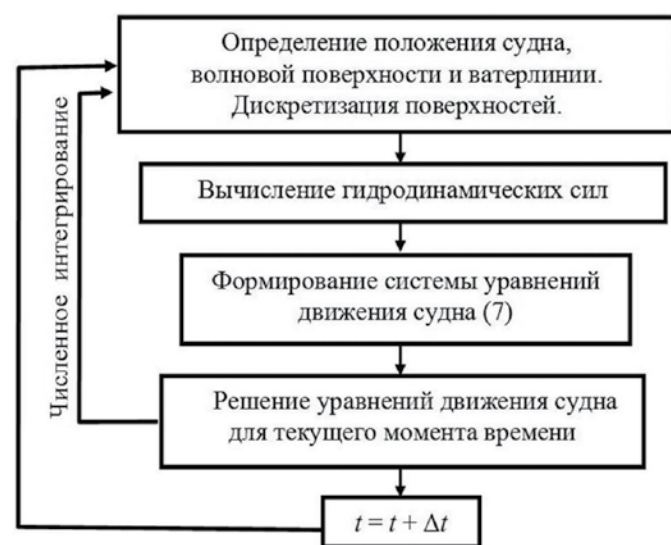 Определение положения судна,
волновой поверхности и ватерлинии.
Дискретизация поверхностей.
Вычисление гидродинамических сил
Формирование системы уравнений
движения судна (7)
Решение уравнений движения судна
для текущего момента времени
t = t + Δt
Численное интегрирование